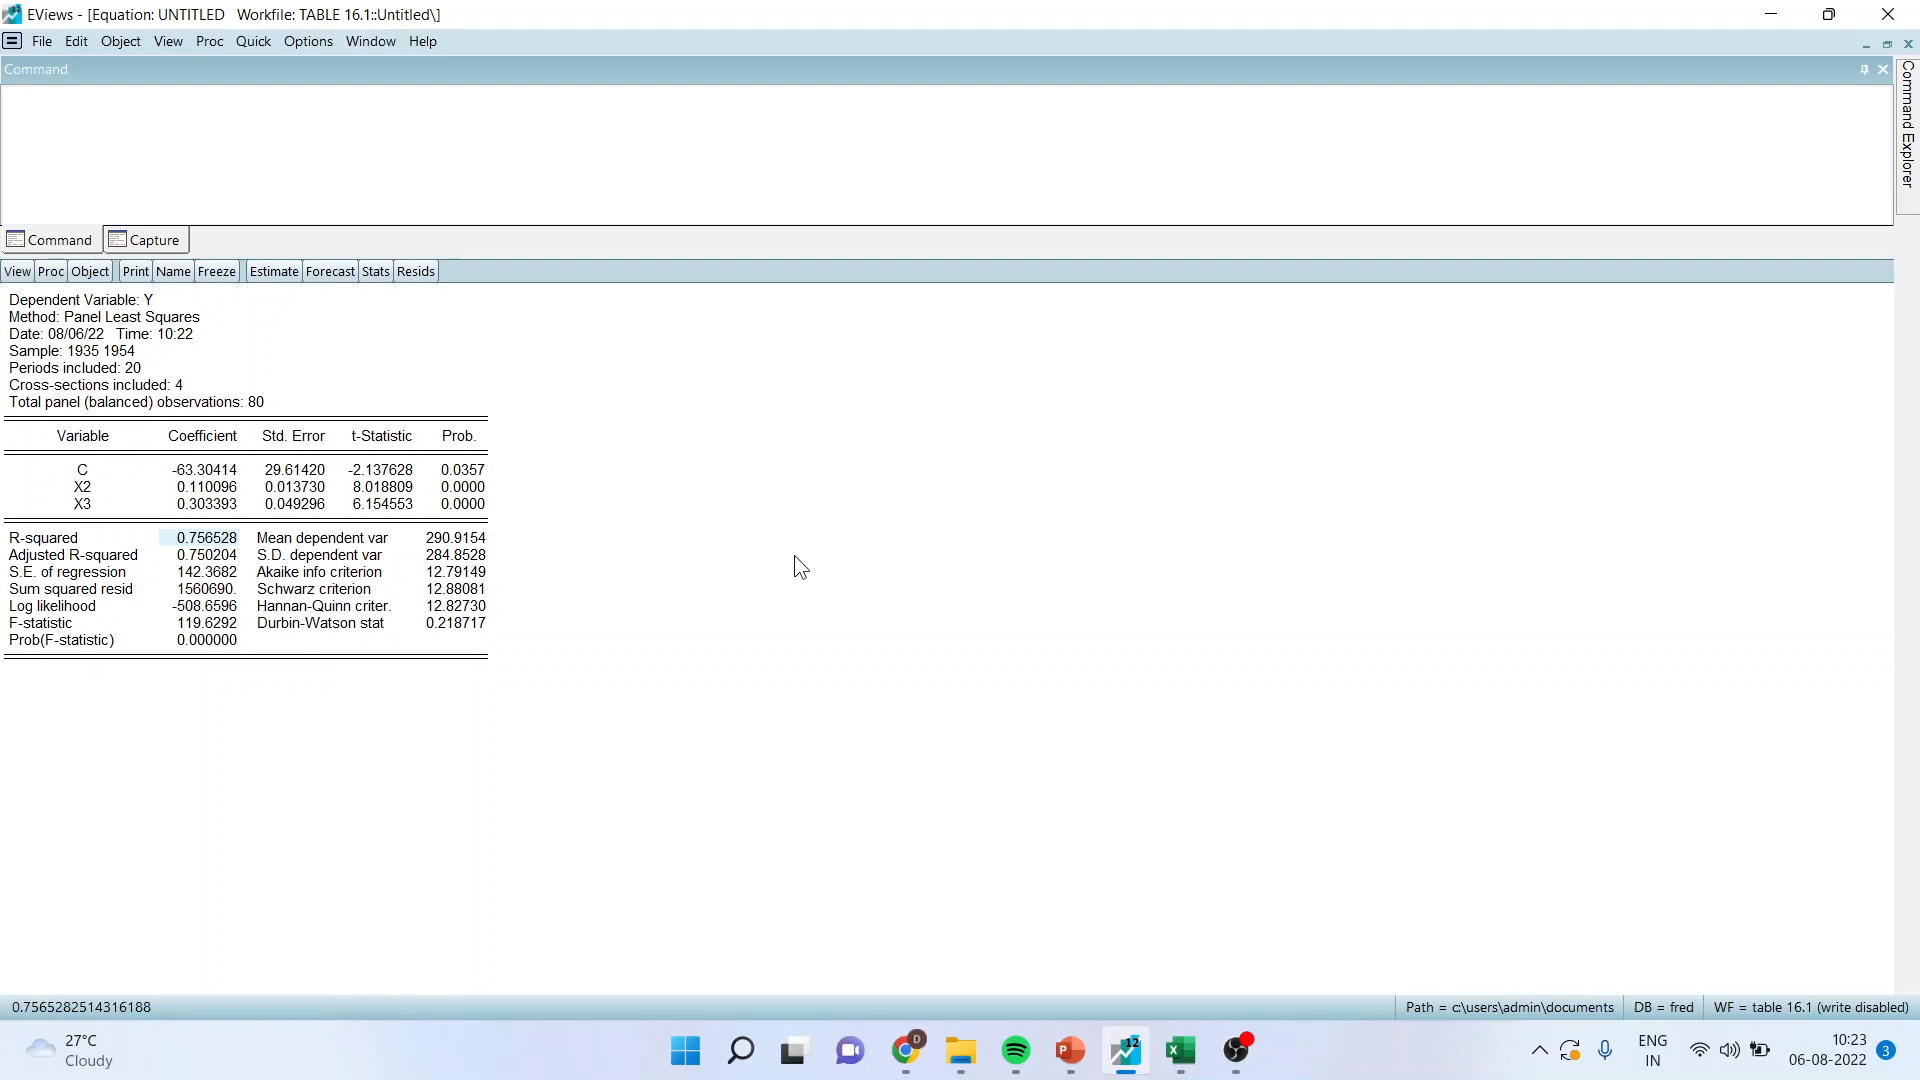 EViews - [Equation: UNTITLED   Workfile: TABLE 16.1::Untitled\]
File Edit Object View Proc Quick Options Window Help
Command
Command Explorer
Command Capture
View Proc Object Print Name Freeze Estimate Forecast Stats Resids
Dependent Variable: Y
Method: Panel Least Squares
Date: 08/06/22   Time: 10:22
Sample: 1935 1954
Periods included: 20
Cross-sections included: 4
Total panel (balanced) observations: 80
Variable Coefficient Std. Error t-Statistic Prob.
C -63.30414 29.61420 -2.137628 0.0357
X2 0.110096 0.013730 8.018809 0.0000
X3 0.303393 0.049296 6.154553 0.0000
R-squared 0.756528 Mean dependent var 290.9154
Adjusted R-squared 0.750204 S.D. dependent var 284.8528
S.E. of regression 142.3682 Akaike info criterion 12.79149
Sum squared resid 1560690. Schwarz criterion 12.88081
Log likelihood -508.6596 Hannan-Quinn criter. 12.82730
F-statistic 119.6292 Durbin-Watson stat 0.218717
Prob(F-statistic) 0.000000
0.7565282514316188 Path = c:\users\admin\documents DB = fred WF = table 16.1 (write disabled)
27°C
Cloudy
D
P
12
X
ENG
IN
10:23
06-08-2022
3